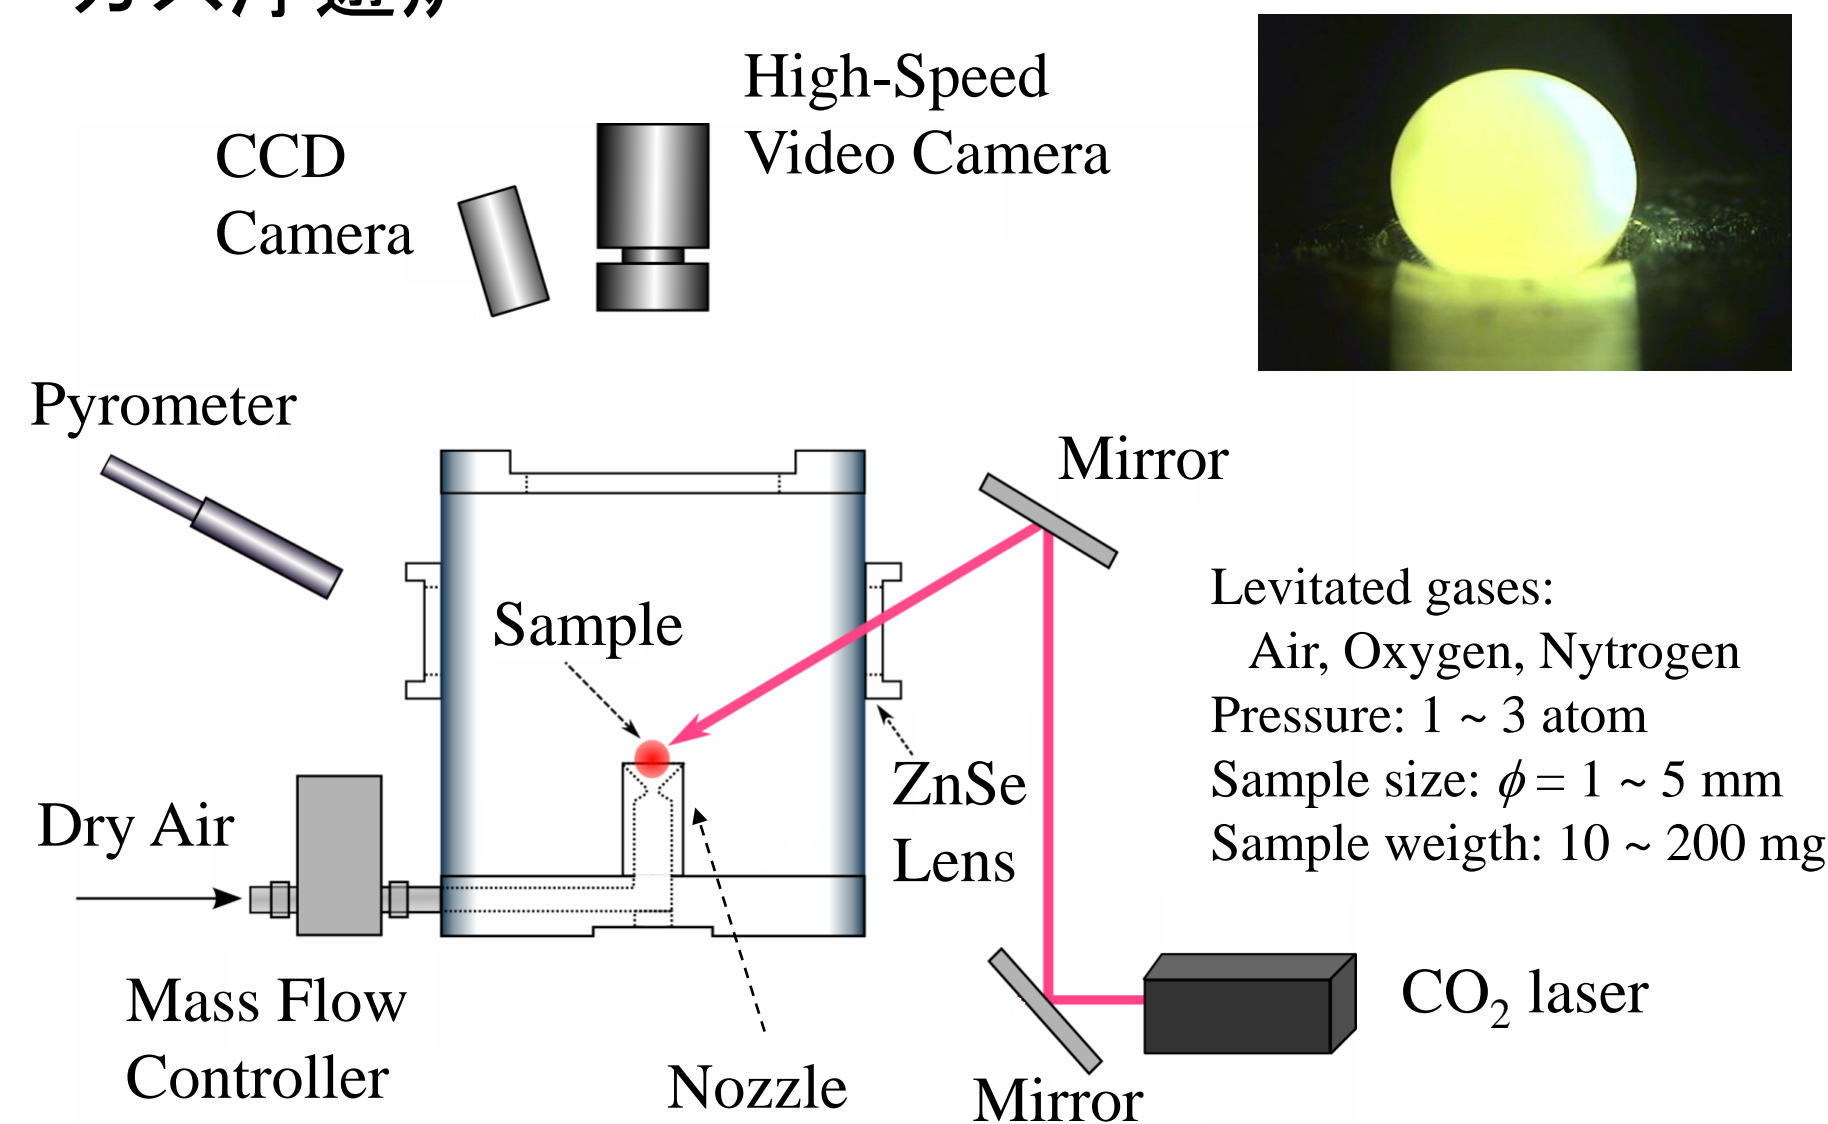 High-Speed
Video Camera
CCD
Camera
Pyrometer
Mirror
Sample
Levitated gases:
Air, Oxygen, Nytrogen
Pressure: 1 ~ 3 atom
Sample size: ϕ = 1 ~ 5 mm
Sample weigth: 10 ~ 200 mg
ZnSe
Lens
Dry Air
Mass Flow
Controller
Nozzle
Mirror
CO₂ laser